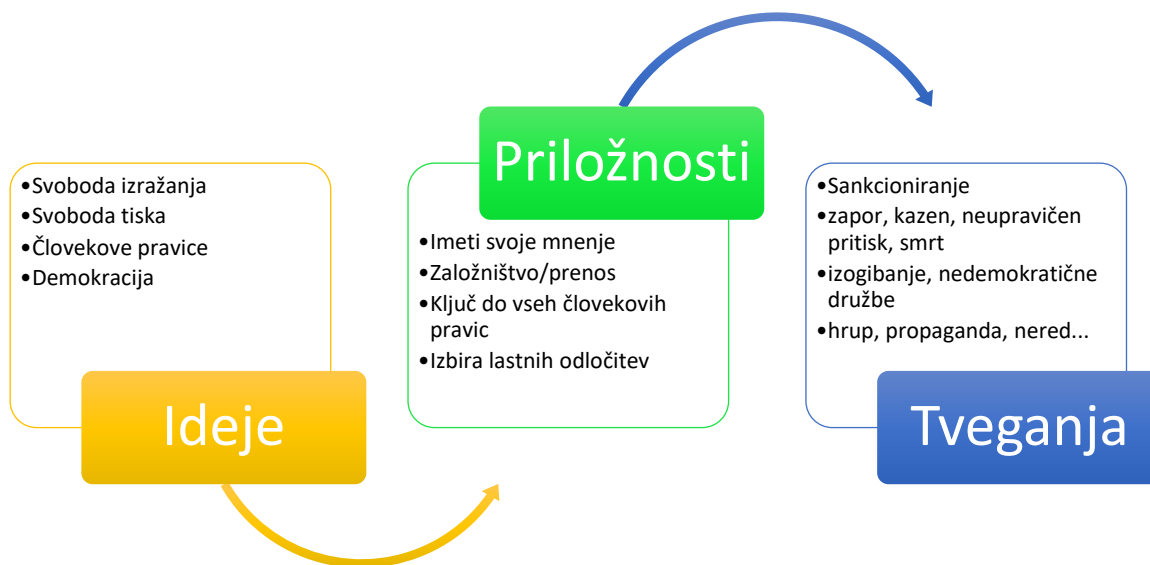 •Svoboda izražanja
•Svoboda tiska
•Človekove pravice
•Demokracija
Ideje
Priložnosti
•Imeti svoje mnenje
•Založništvo/prenos
•Ključ do vseh človekovih
pravic
•Izbira lastnih odločitev
•Sankcioniranje
•zapor, kazen, neupravičen
pritisk, smrt
•izogibanje, nedemokratične
družbe
•hrup, propaganda, nered...
Tveganja